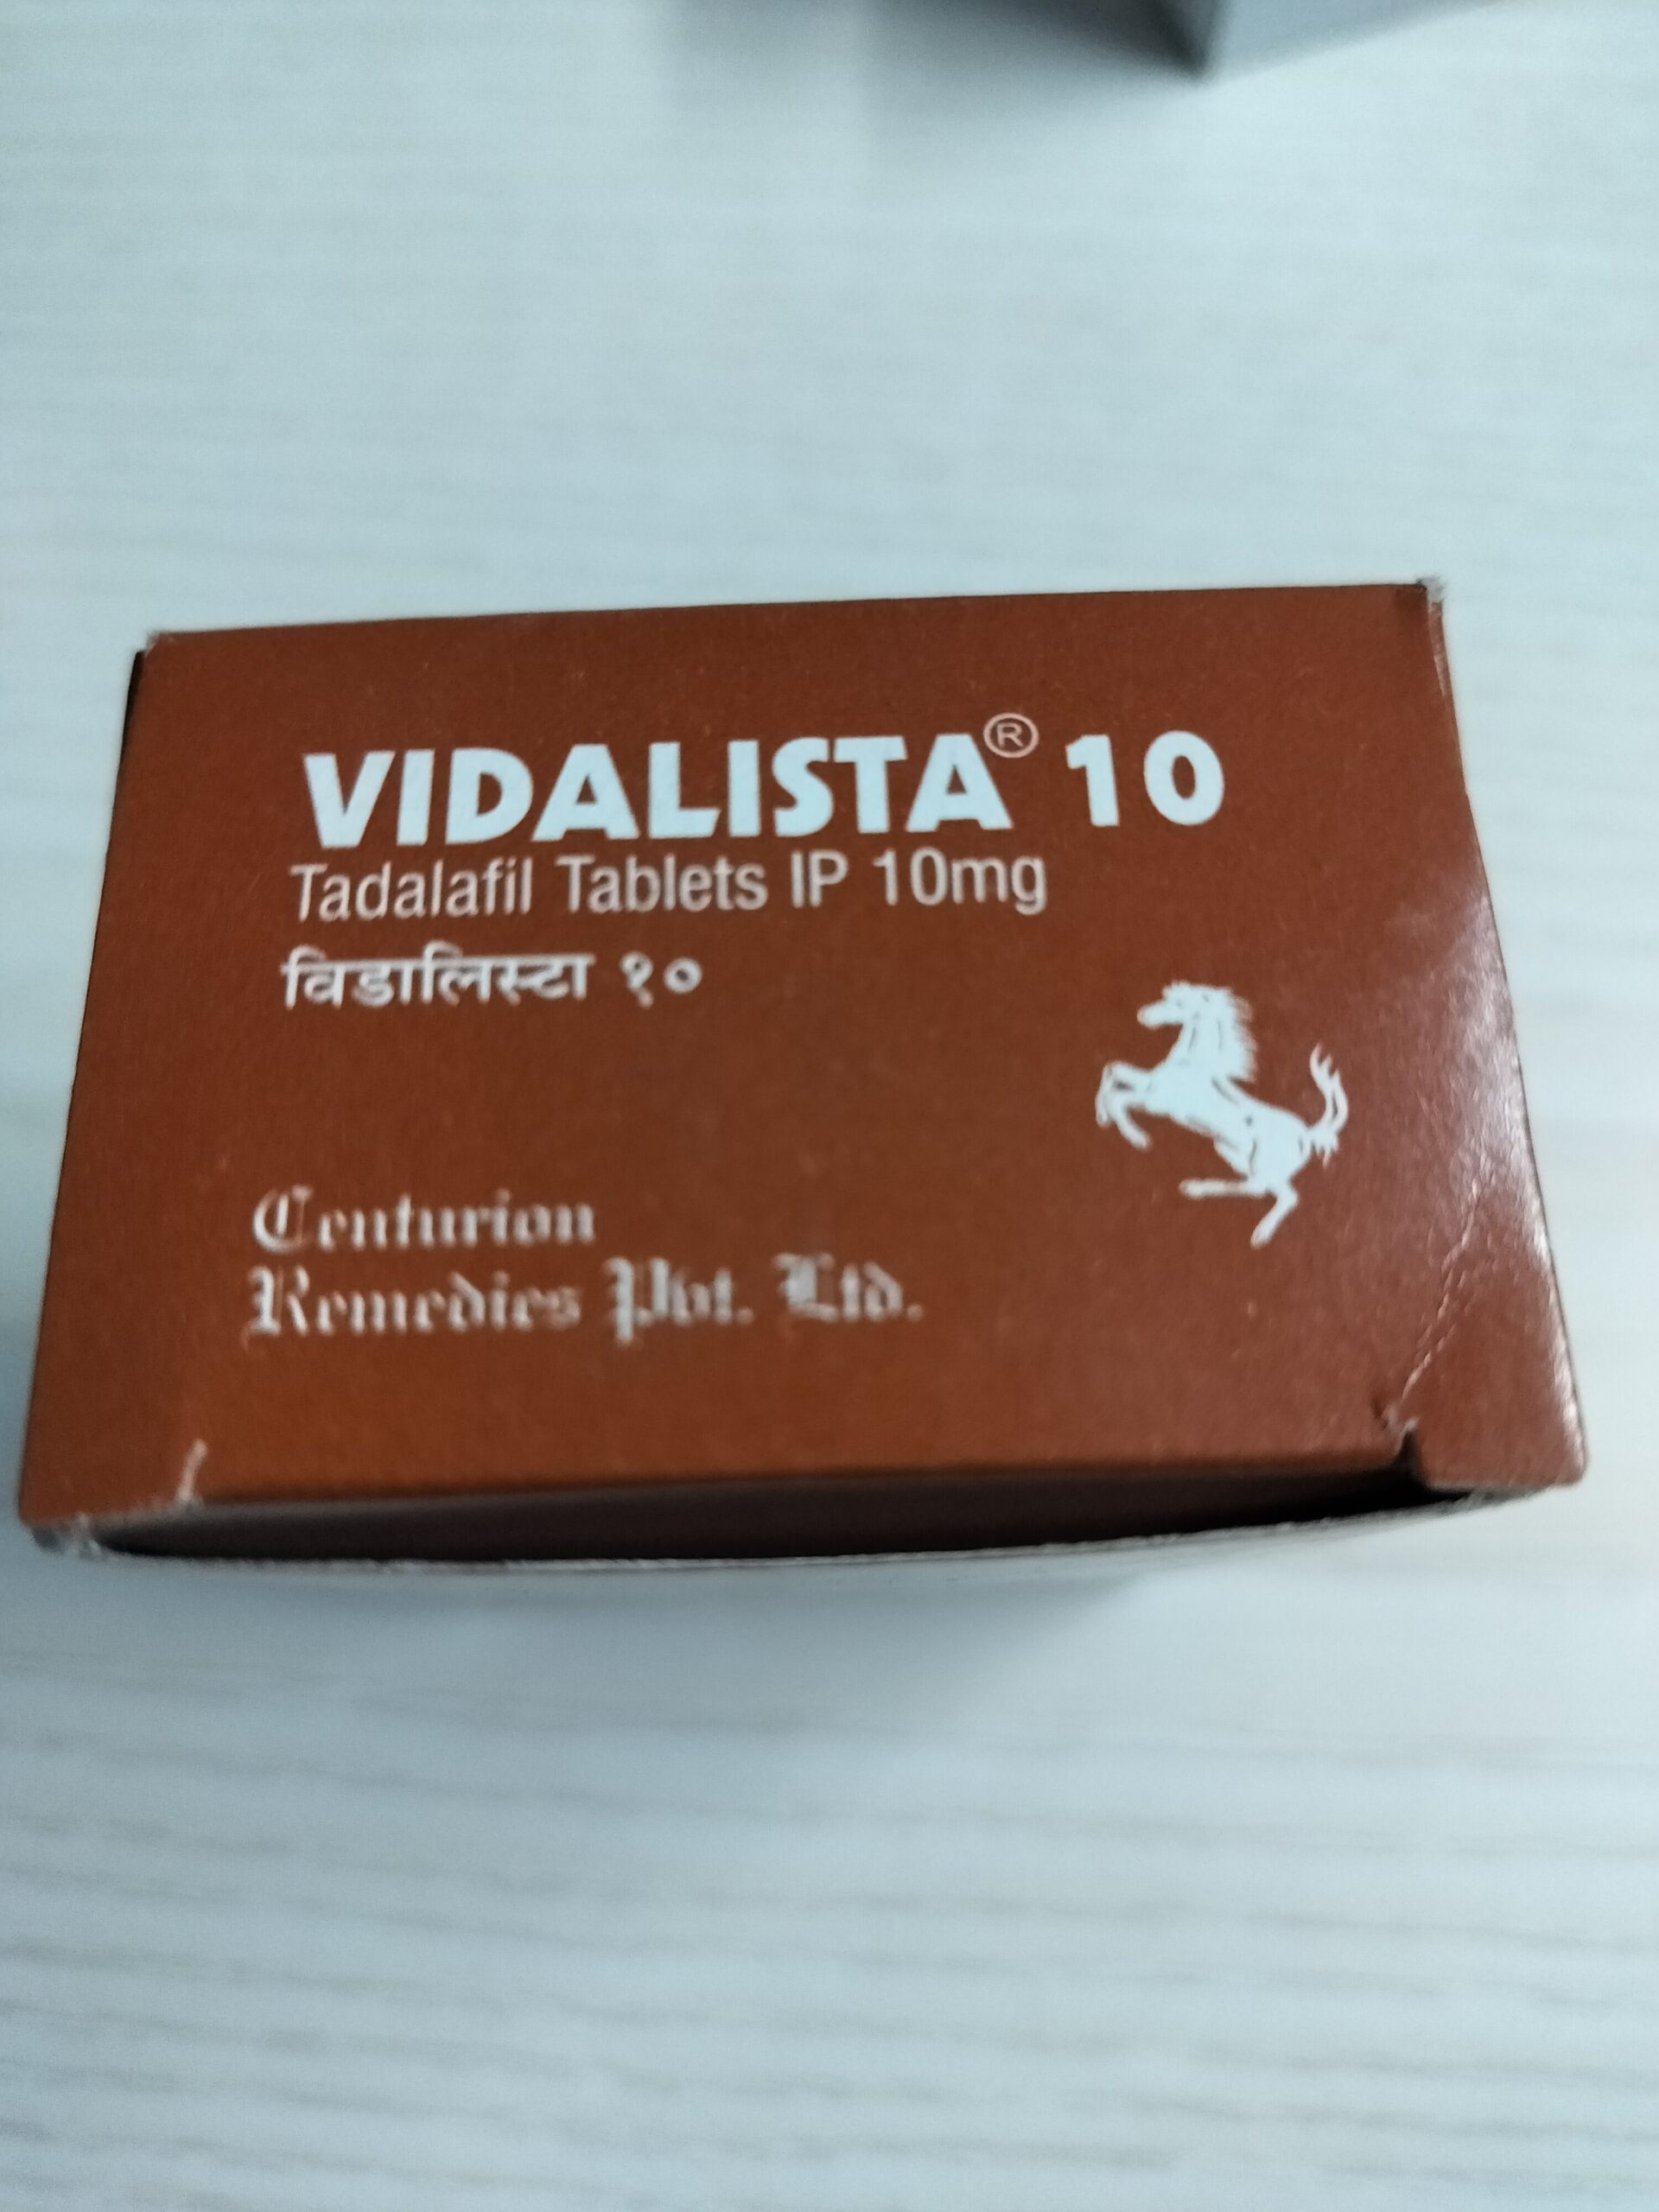 VIDALISTA® 10
Tadalafil Tablets IP 10mg
विडालिस्टा १०
Centurion
Remedies Pvt. Ltd.